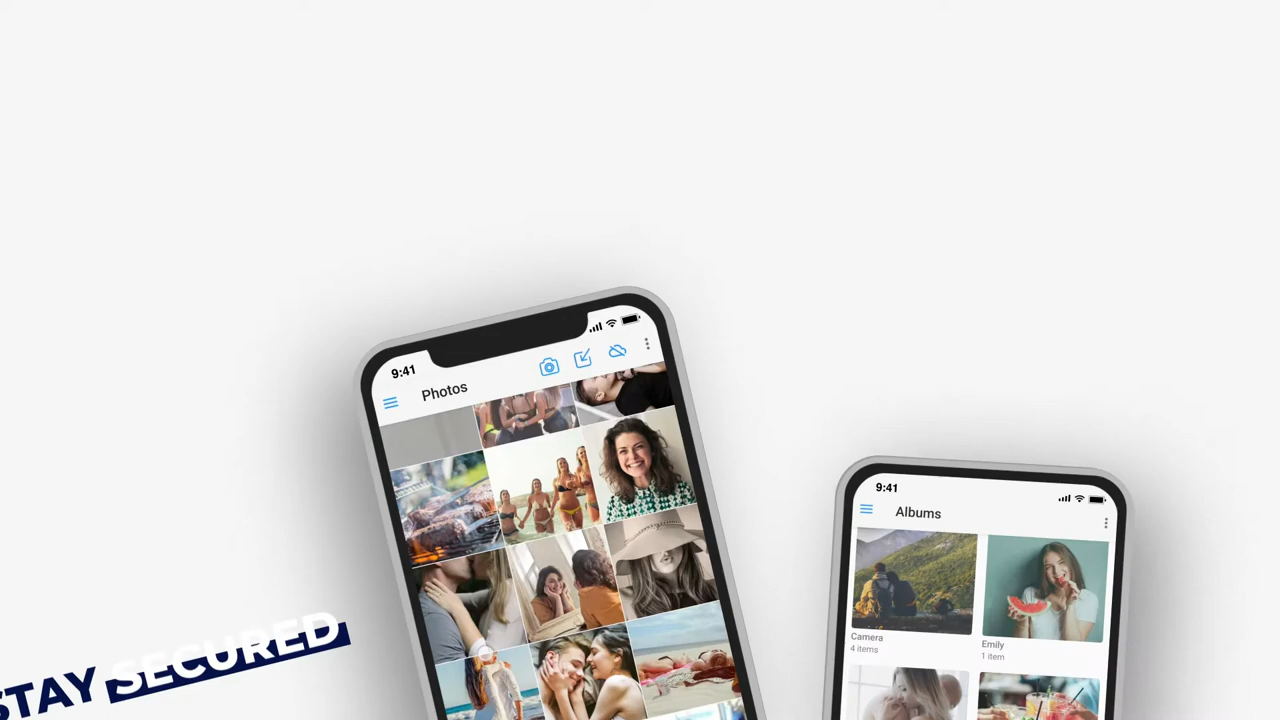 9:41
Photos
9:41
Albums
Camera
4 items
Emily
1 item
STAY SECURED